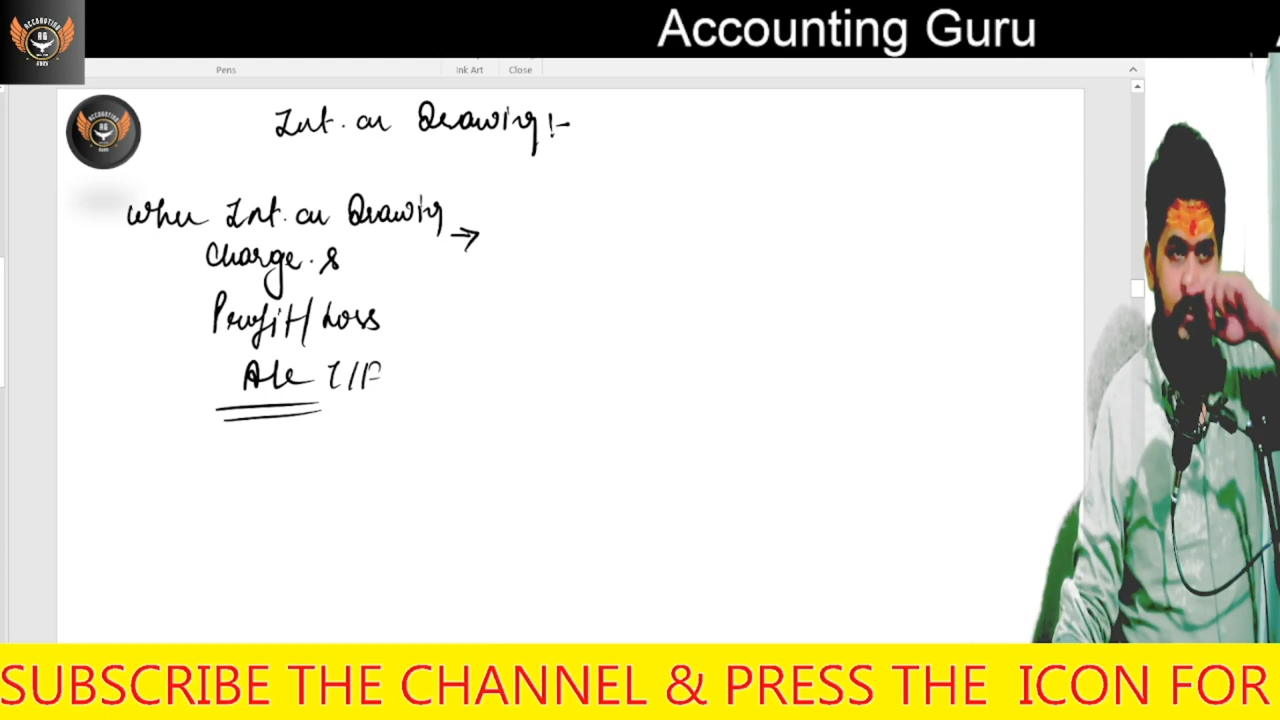 Accounting Guru
Pens
Ink Art
Close
Int. on Drawing :-
When Int. on Drawing →
Charge. &
Profit/Loss
A/c
SUBSCRIBE THE CHANNEL & PRESS THE ICON FOR